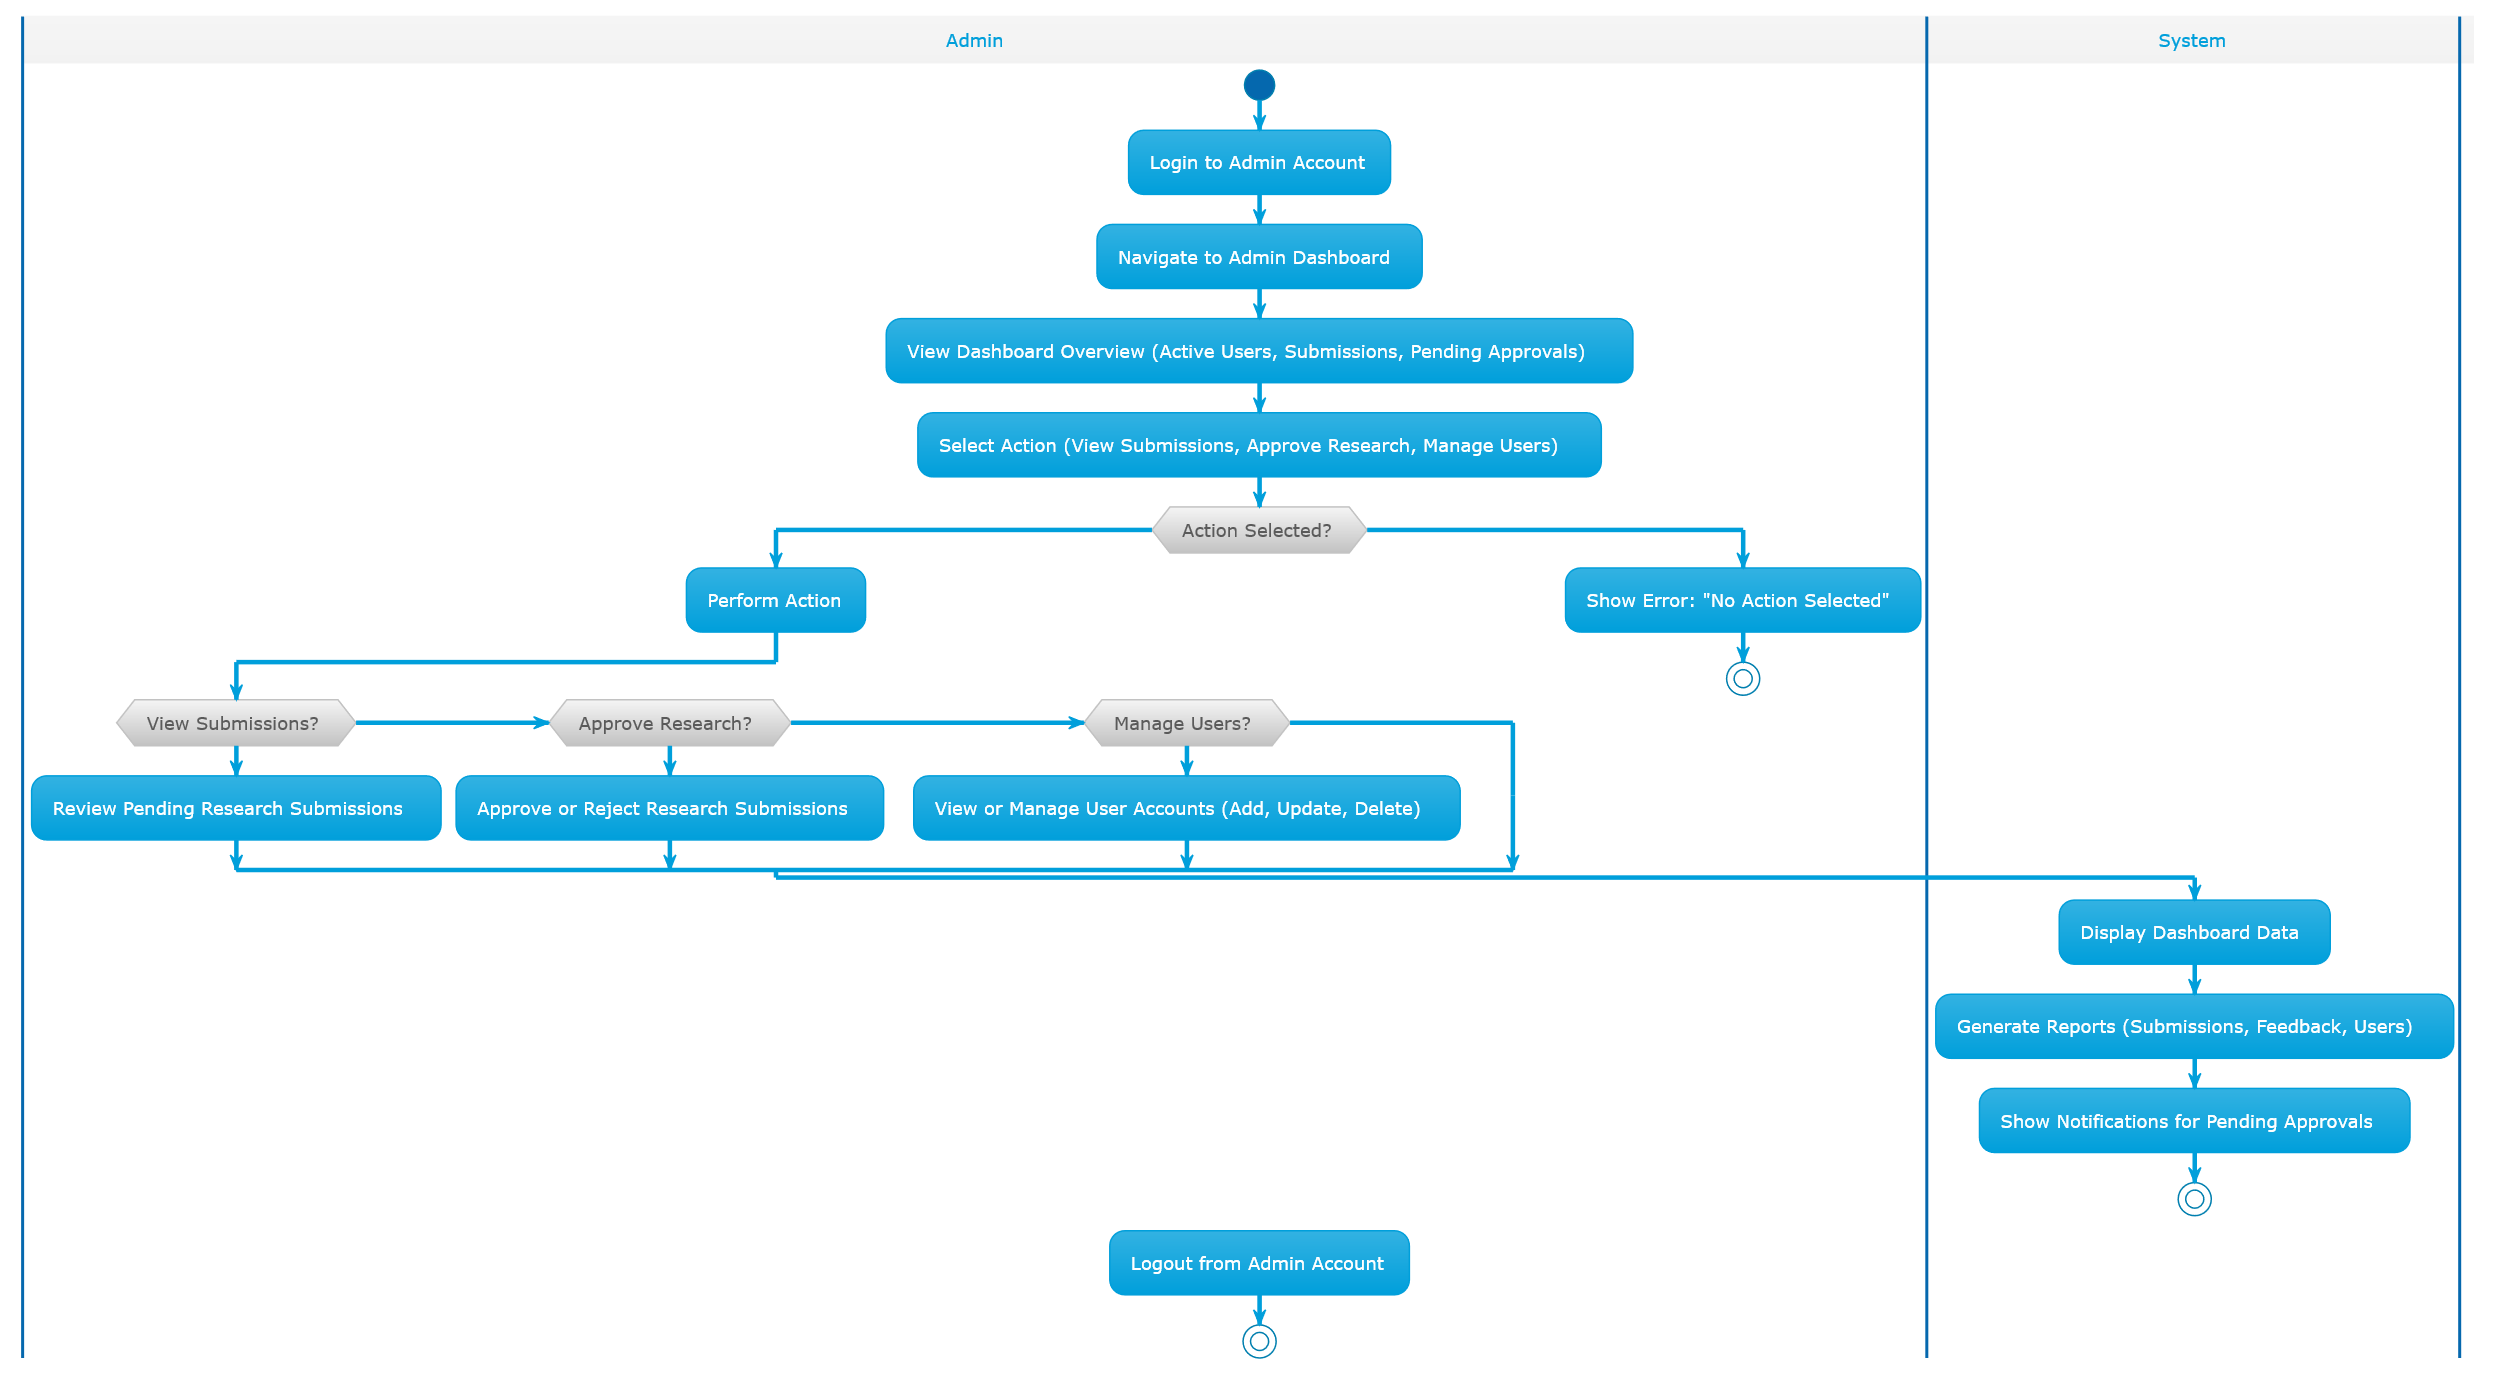 Admin
System
Login to Admin Account
Navigate to Admin Dashboard
View Dashboard Overview (Active Users, Submissions, Pending Approvals)
Select Action (View Submissions, Approve Research, Manage Users)
Action Selected?
Perform Action
Show Error: "No Action Selected"
View Submissions?
Approve Research?
Manage Users?
Review Pending Research Submissions
Approve or Reject Research Submissions
View or Manage User Accounts (Add, Update, Delete)
Display Dashboard Data
Generate Reports (Submissions, Feedback, Users)
Show Notifications for Pending Approvals
Logout from Admin Account